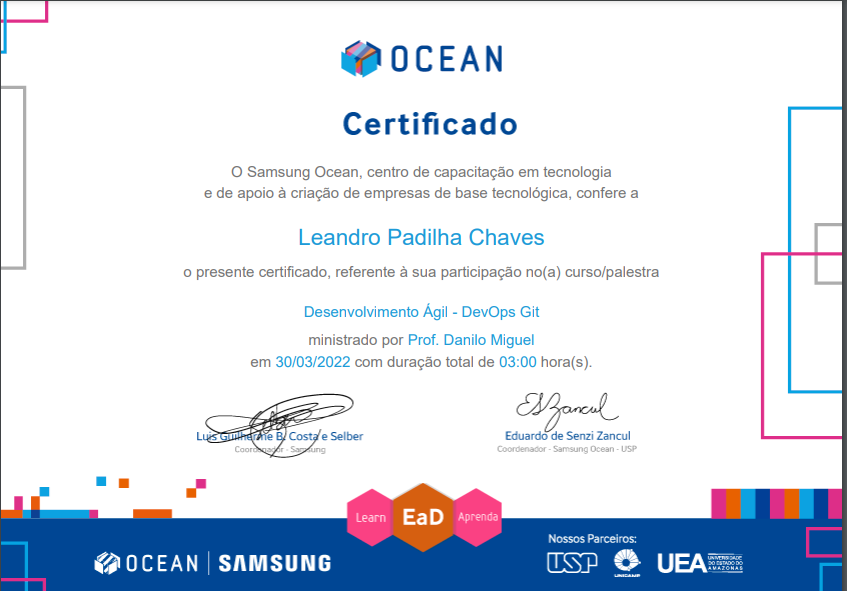 OCEAN
Certificado
O Samsung Ocean, centro de capacitação em tecnologia
e de apoio à criação de empresas de base tecnológica, confere a
Leandro Padilha Chaves
o presente certificado, referente à sua participação no(a) curso/palestra
Desenvolvimento Ágil - DevOps Git
ministrado por Prof. Danilo Miguel
em 30/03/2022 com duração total de 03:00 hora(s).
ESZancul
Luis Guilherme B. Costa e Selber
Coordenador - Samsung
Eduardo de Senzi Zancul
Coordenador - Samsung Ocean - USP
Learn
EaD
Aprenda
OCEAN | SAMSUNG
Nossos Parceiros:
USP
UNICAMP
UEA
UNIVERSIDADE
DO ESTADO DO
AMAZONAS